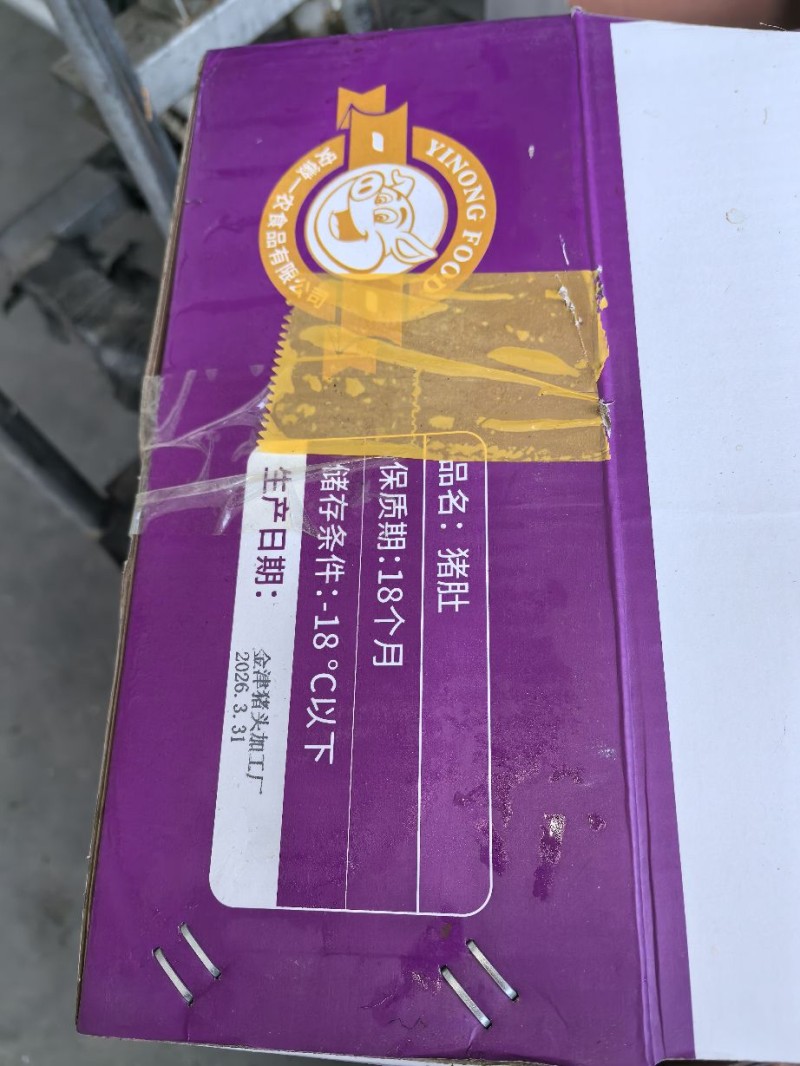 YINONG FOOD
一农食品有限公司
品名：猪肚
保质期：18个月
储存条件：-18℃以下
生产日期：
金津猪头加工厂
2026.3.31